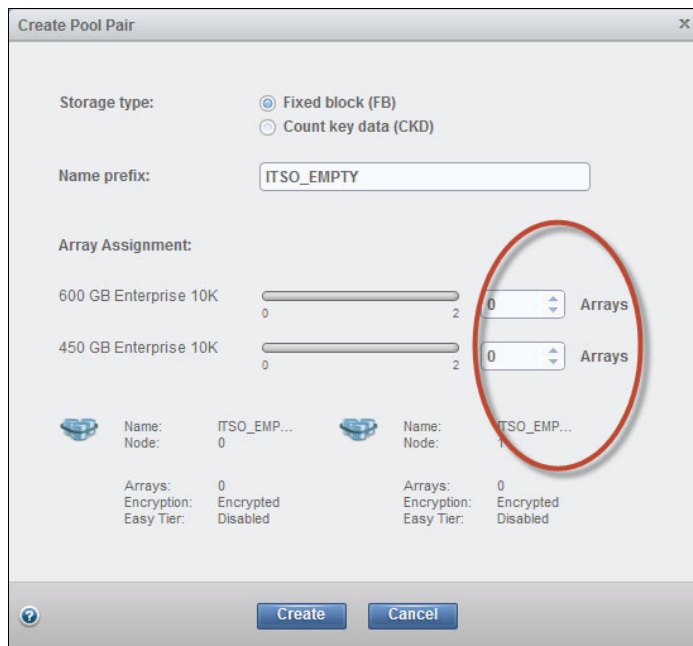 Create Pool Pair x
Storage type: Fixed block (FB)
Count key data (CKD)
Name prefix: ITSO_EMPTY
Array Assignment:
600 GB Enterprise 10K 0 Arrays
0 2
450 GB Enterprise 10K 0 Arrays
0 2
Name: ITSO_EMP... Name: ITSO_EMP...
Node: 0 Node: 1
Arrays: 0 Arrays: 0
Encryption: Encrypted Encryption: Encrypted
Easy Tier: Disabled Easy Tier: Disabled
? Create Cancel